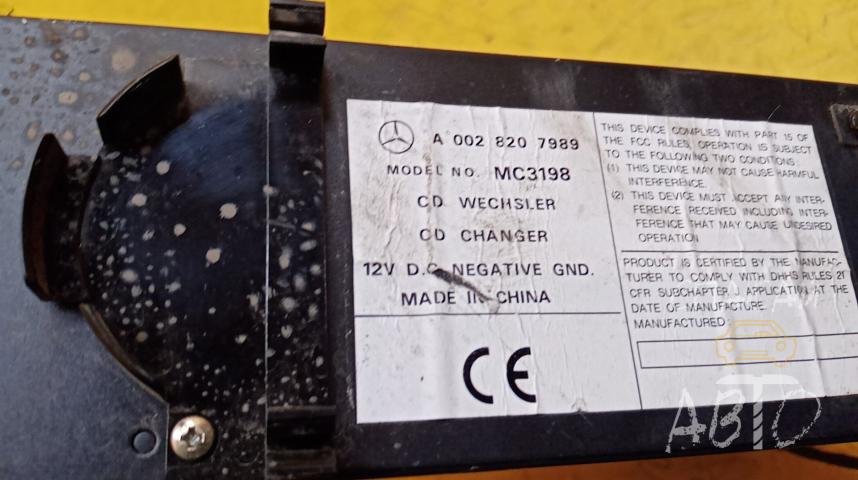 A 002 820 7989
MODEL NO. MC3198
CD WECHSLER
CD CHANGER
12V D.C. NEGATIVE GND.
MADE IN CHINA
CE
THIS DEVICE COMPLIES WITH PART 15 OF
THE FCC RULES, OPERATION IS SUBJECT
TO THE FOLLOWING TWO CONDITIONS:
(1) THIS DEVICE MAY NOT CAUSE HARMFUL
INTERFERENCE.
(2) THIS DEVICE MUST ACCEPT ANY INTER-
FERENCE RECEIVED INCLUDING INTER-
FERENCE THAT MAY CAUSE UNDESIRED
OPERATION
PRODUCT IS CERTIFIED BY THE MANUFAC-
TURER TO COMPLY WITH DHHS RULES 21
CFR SUBCHAPTER J APPLICATION AT THE
DATE OF MANUFACTURE.
MANUFACTURED:
АВТО